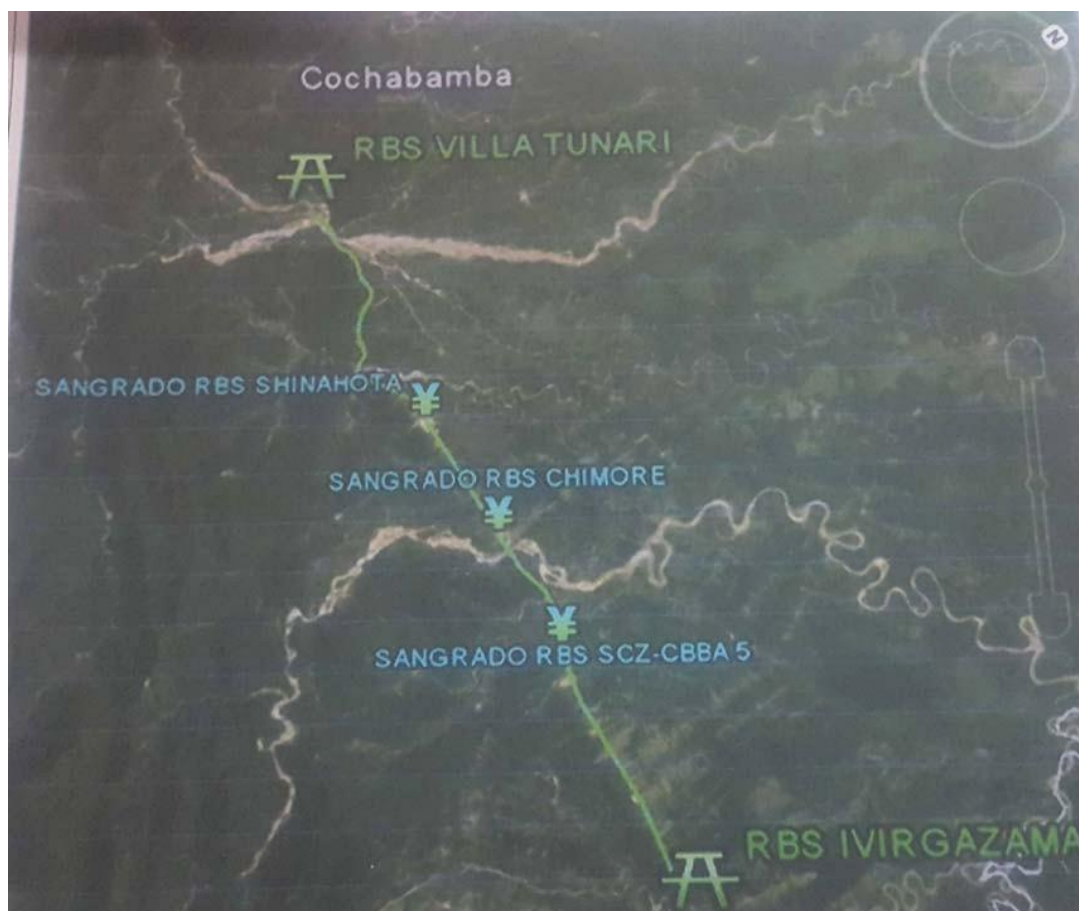 N
Cochabamba
RBS VILLA TUNARI
SANGRADO RBS SHINAHOTA
SANGRADO RBS CHIMORE
SANGRADO RBS SCZ-CBBA 5
RBS IVIRGAZAMA